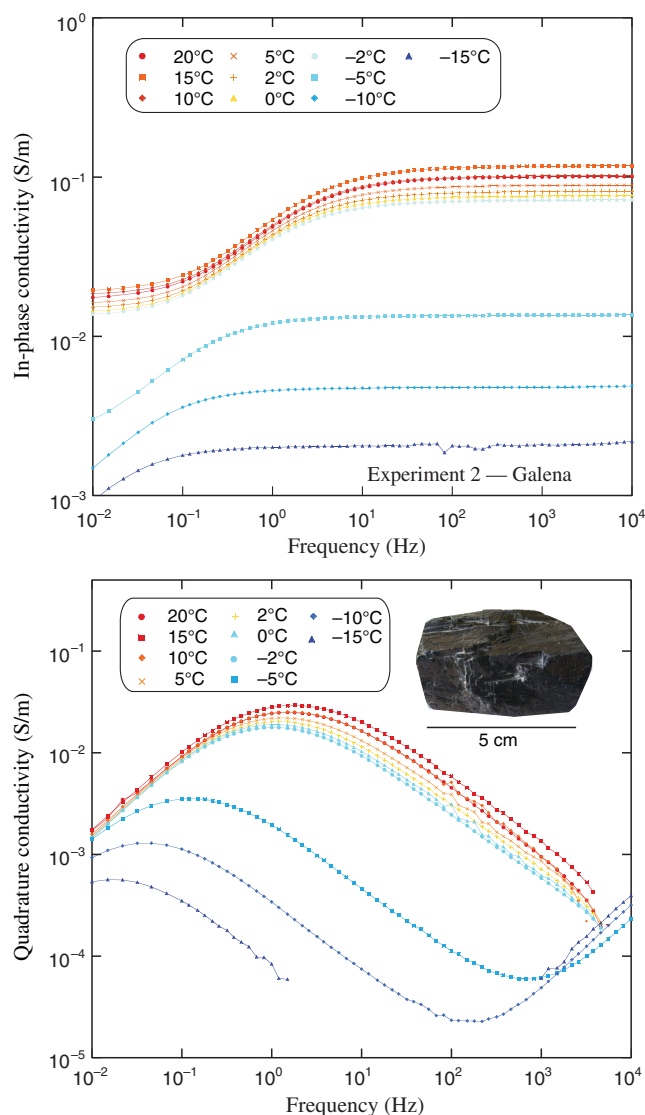 10⁰
20°C 5°C –2°C –15°C
15°C 2°C –5°C
10°C 0°C –10°C
10⁻¹
In-phase conductivity (S/m)
10⁻²
Experiment 2 — Galena
10⁻³
10⁻² 10⁻¹ 10⁰ 10¹ 10² 10³ 10⁴
Frequency (Hz)
20°C 2°C –10°C
15°C 0°C –15°C
10°C –2°C
5°C –5°C
10⁻¹
5 cm
Quadrature conductivity (S/m)
10⁻²
10⁻³
10⁻⁴
10⁻⁵
10⁻² 10⁻¹ 10⁰ 10¹ 10² 10³ 10⁴
Frequency (Hz)